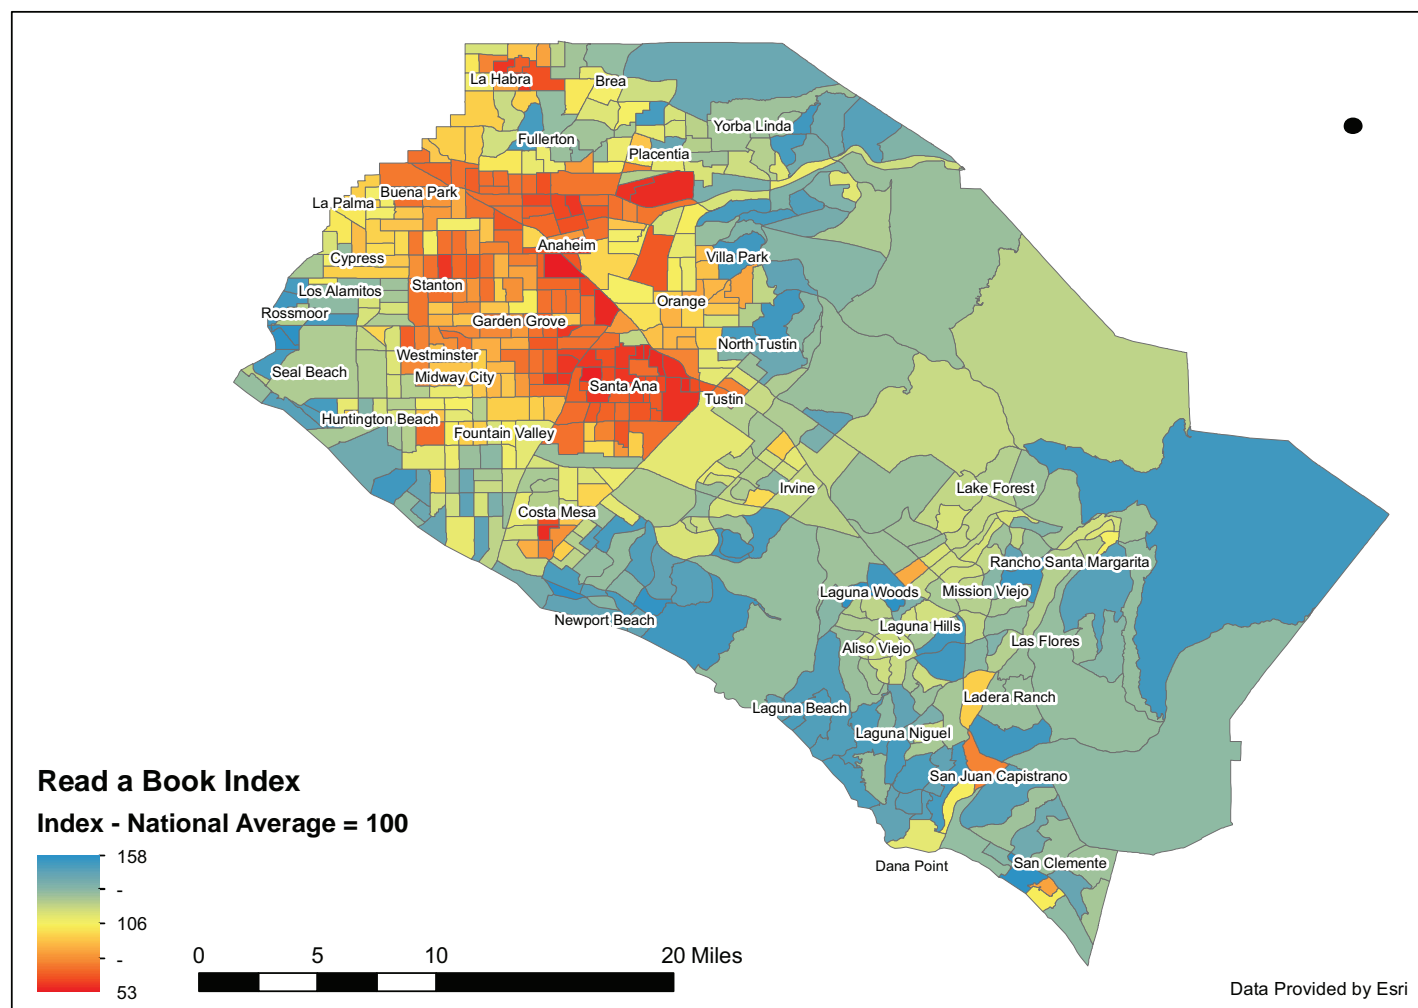 La Habra
Brea
Yorba Linda
Fullerton
Placentia
Buena Park
La Palma
Anaheim
Villa Park
Cypress
Stanton
Los Alamitos
Orange
Rossmoor
Garden Grove
North Tustin
Westminster
Seal Beach
Midway City
Santa Ana
Tustin
Huntington Beach
Fountain Valley
Irvine
Lake Forest
Costa Mesa
Rancho Santa Margarita
Laguna Woods
Mission Viejo
Newport Beach
Laguna Hills
Las Flores
Aliso Viejo
Ladera Ranch
Laguna Beach
Laguna Niguel
San Juan Capistrano
Dana Point
San Clemente
Read a Book Index
Index - National Average = 100
158
-
106
-
53
0 5 10 20 Miles
Data Provided by Esri